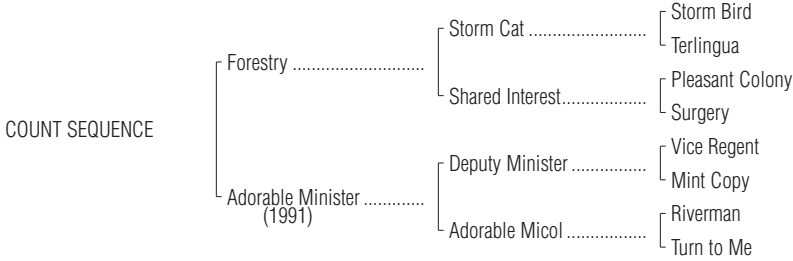 Storm Bird
Storm Cat ..........................
Terlingua
Forestry .............................
Pleasant Colony
Shared Interest...................
Surgery
COUNT SEQUENCE
Vice Regent
Deputy Minister .................
Mint Copy
Adorable Minister .............
(1991)
Riverman
Adorable Micol ..................
Turn to Me